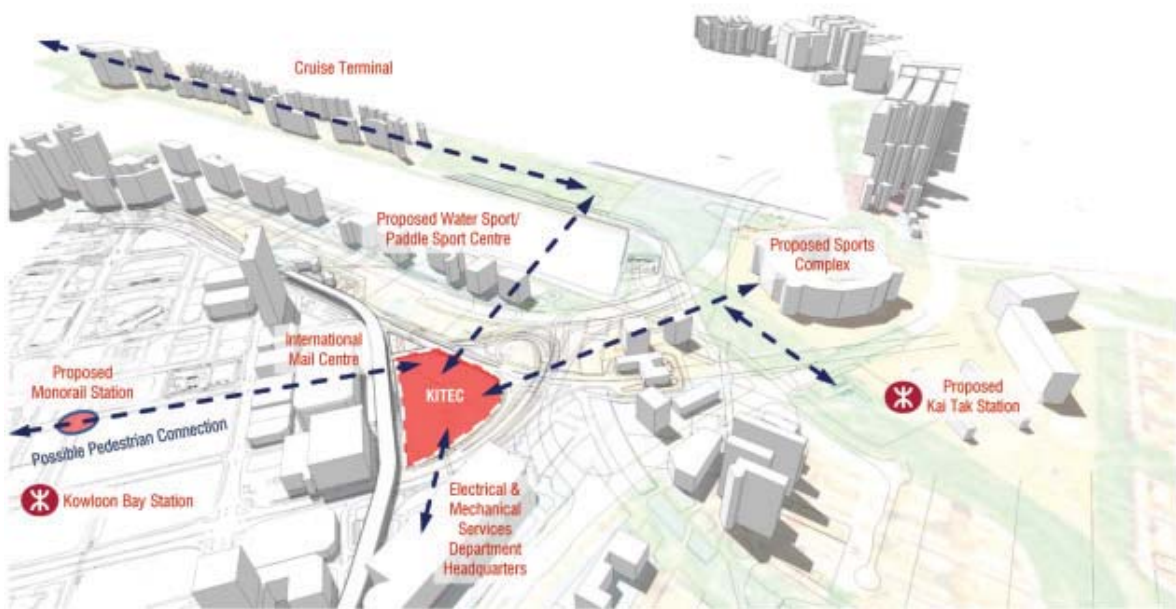 Cruise Terminal
Proposed Water Sport/
Paddle Sport Centre
Proposed Sports
Complex
International
Mail Centre
Proposed
Monorail Station
KITEC
Proposed
Kai Tak Station
Possible Pedestrian Connection
Kowloon Bay Station
Electrical &
Mechanical
Services
Department
Headquarters